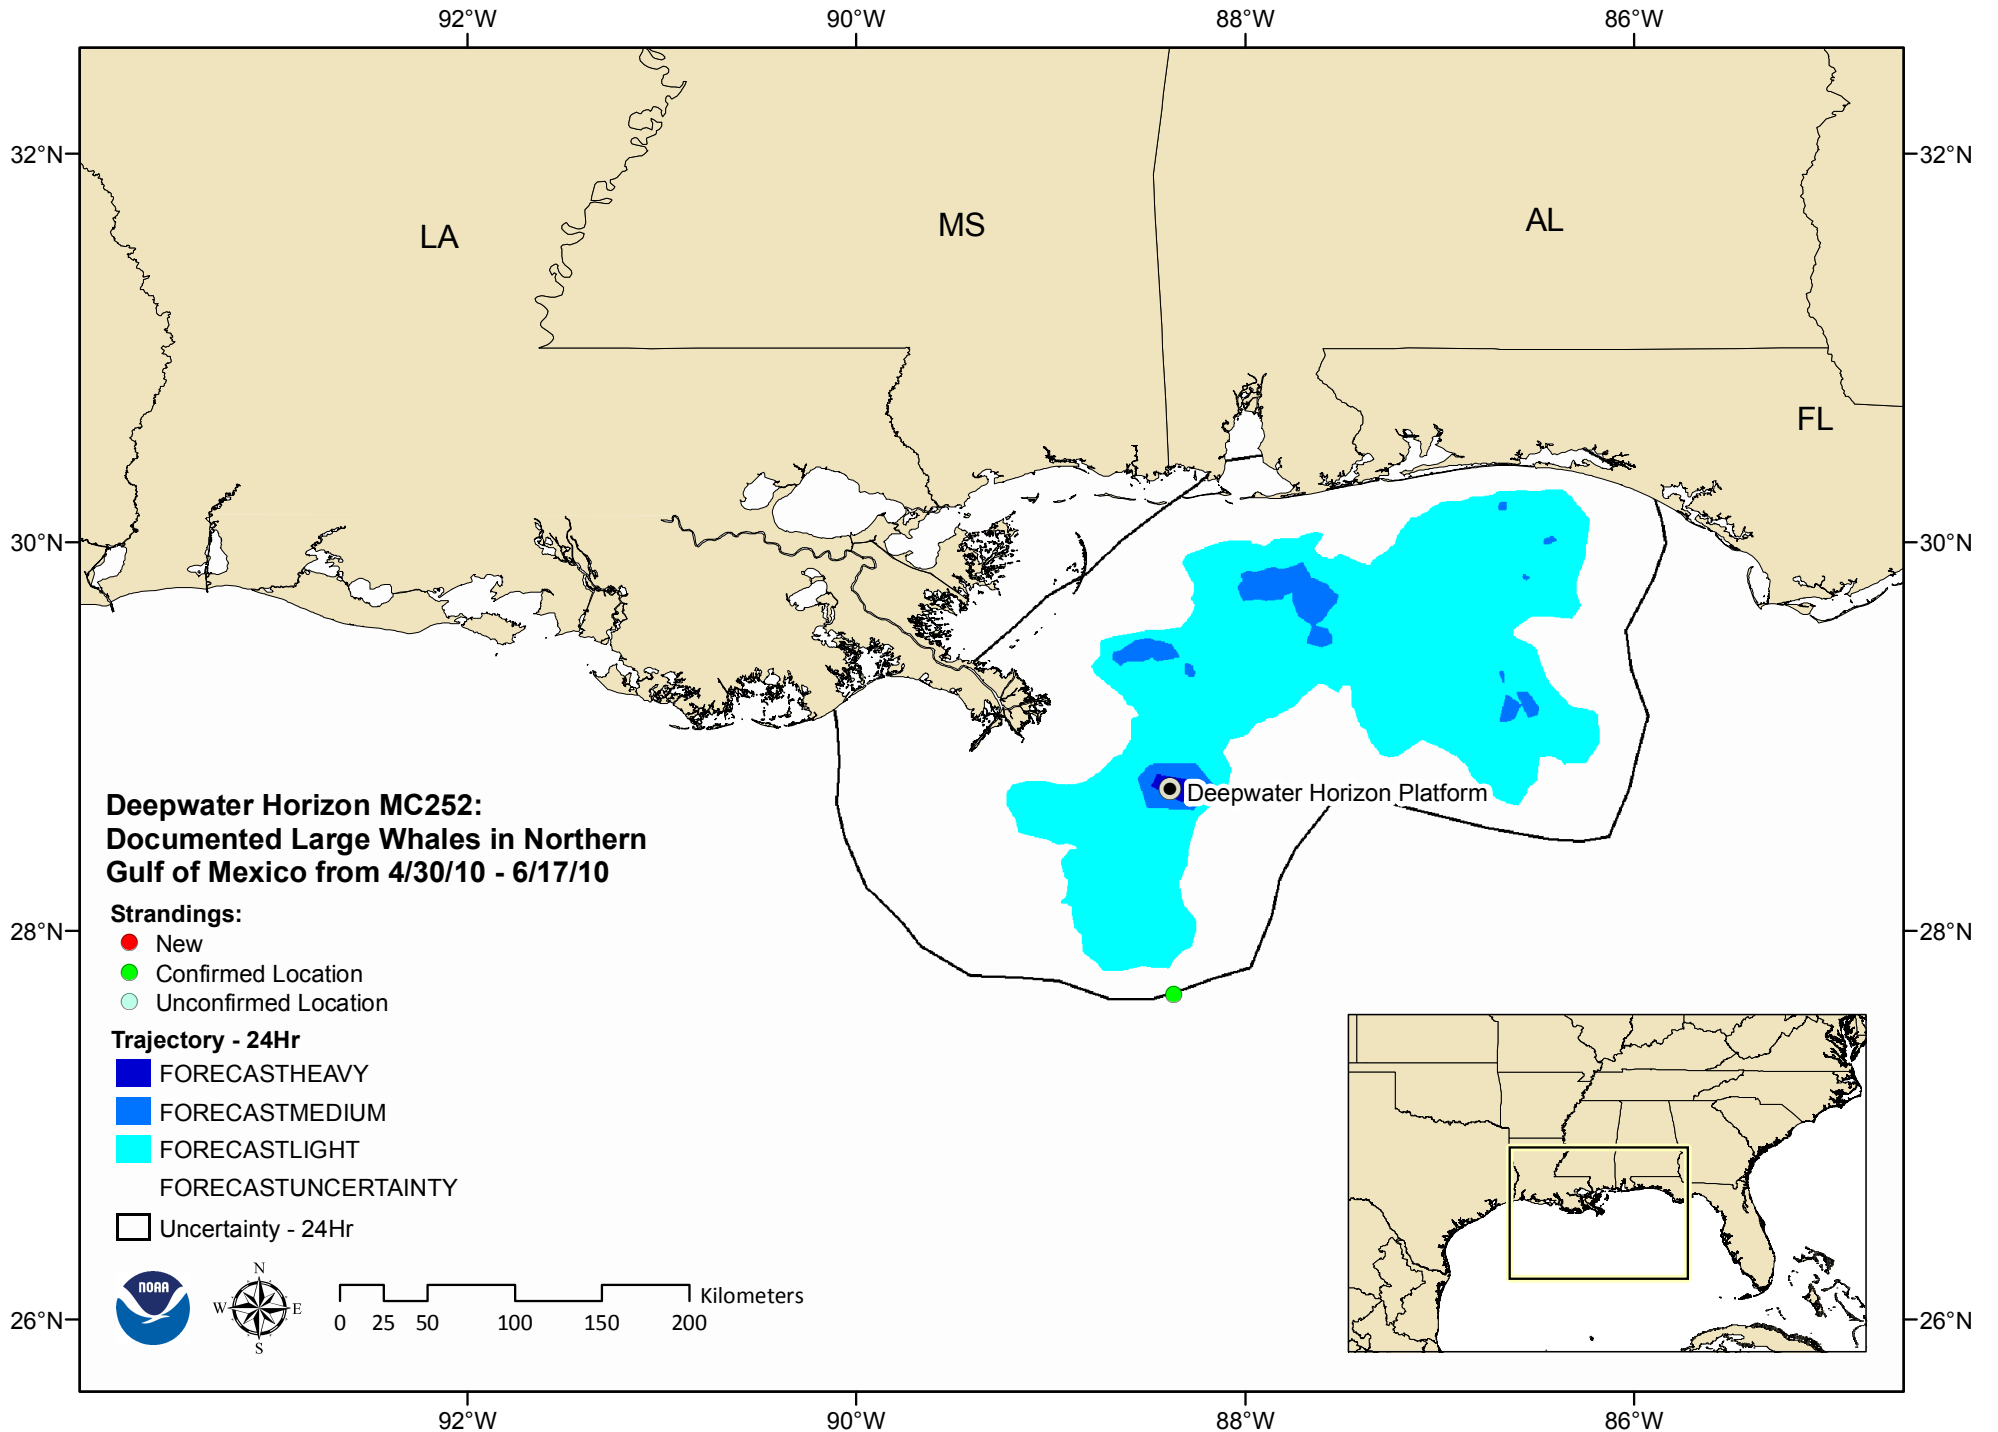 92°W 90°W 88°W 86°W
32°N 32°N
LA MS AL
FL
30°N 30°N
Deepwater Horizon Platform
Deepwater Horizon MC252:
Documented Large Whales in Northern
Gulf of Mexico from 4/30/10 - 6/17/10
Strandings:
28°N 28°N
New
Confirmed Location
Unconfirmed Location
Trajectory - 24Hr
FORECASTHEAVY
FORECASTMEDIUM
FORECASTLIGHT
FORECASTUNCERTAINTY
Uncertainty - 24Hr
NOAA
N
W E
S
Kilometers
0 25 50 100 150 200
26°N 26°N
92°W 90°W 88°W 86°W